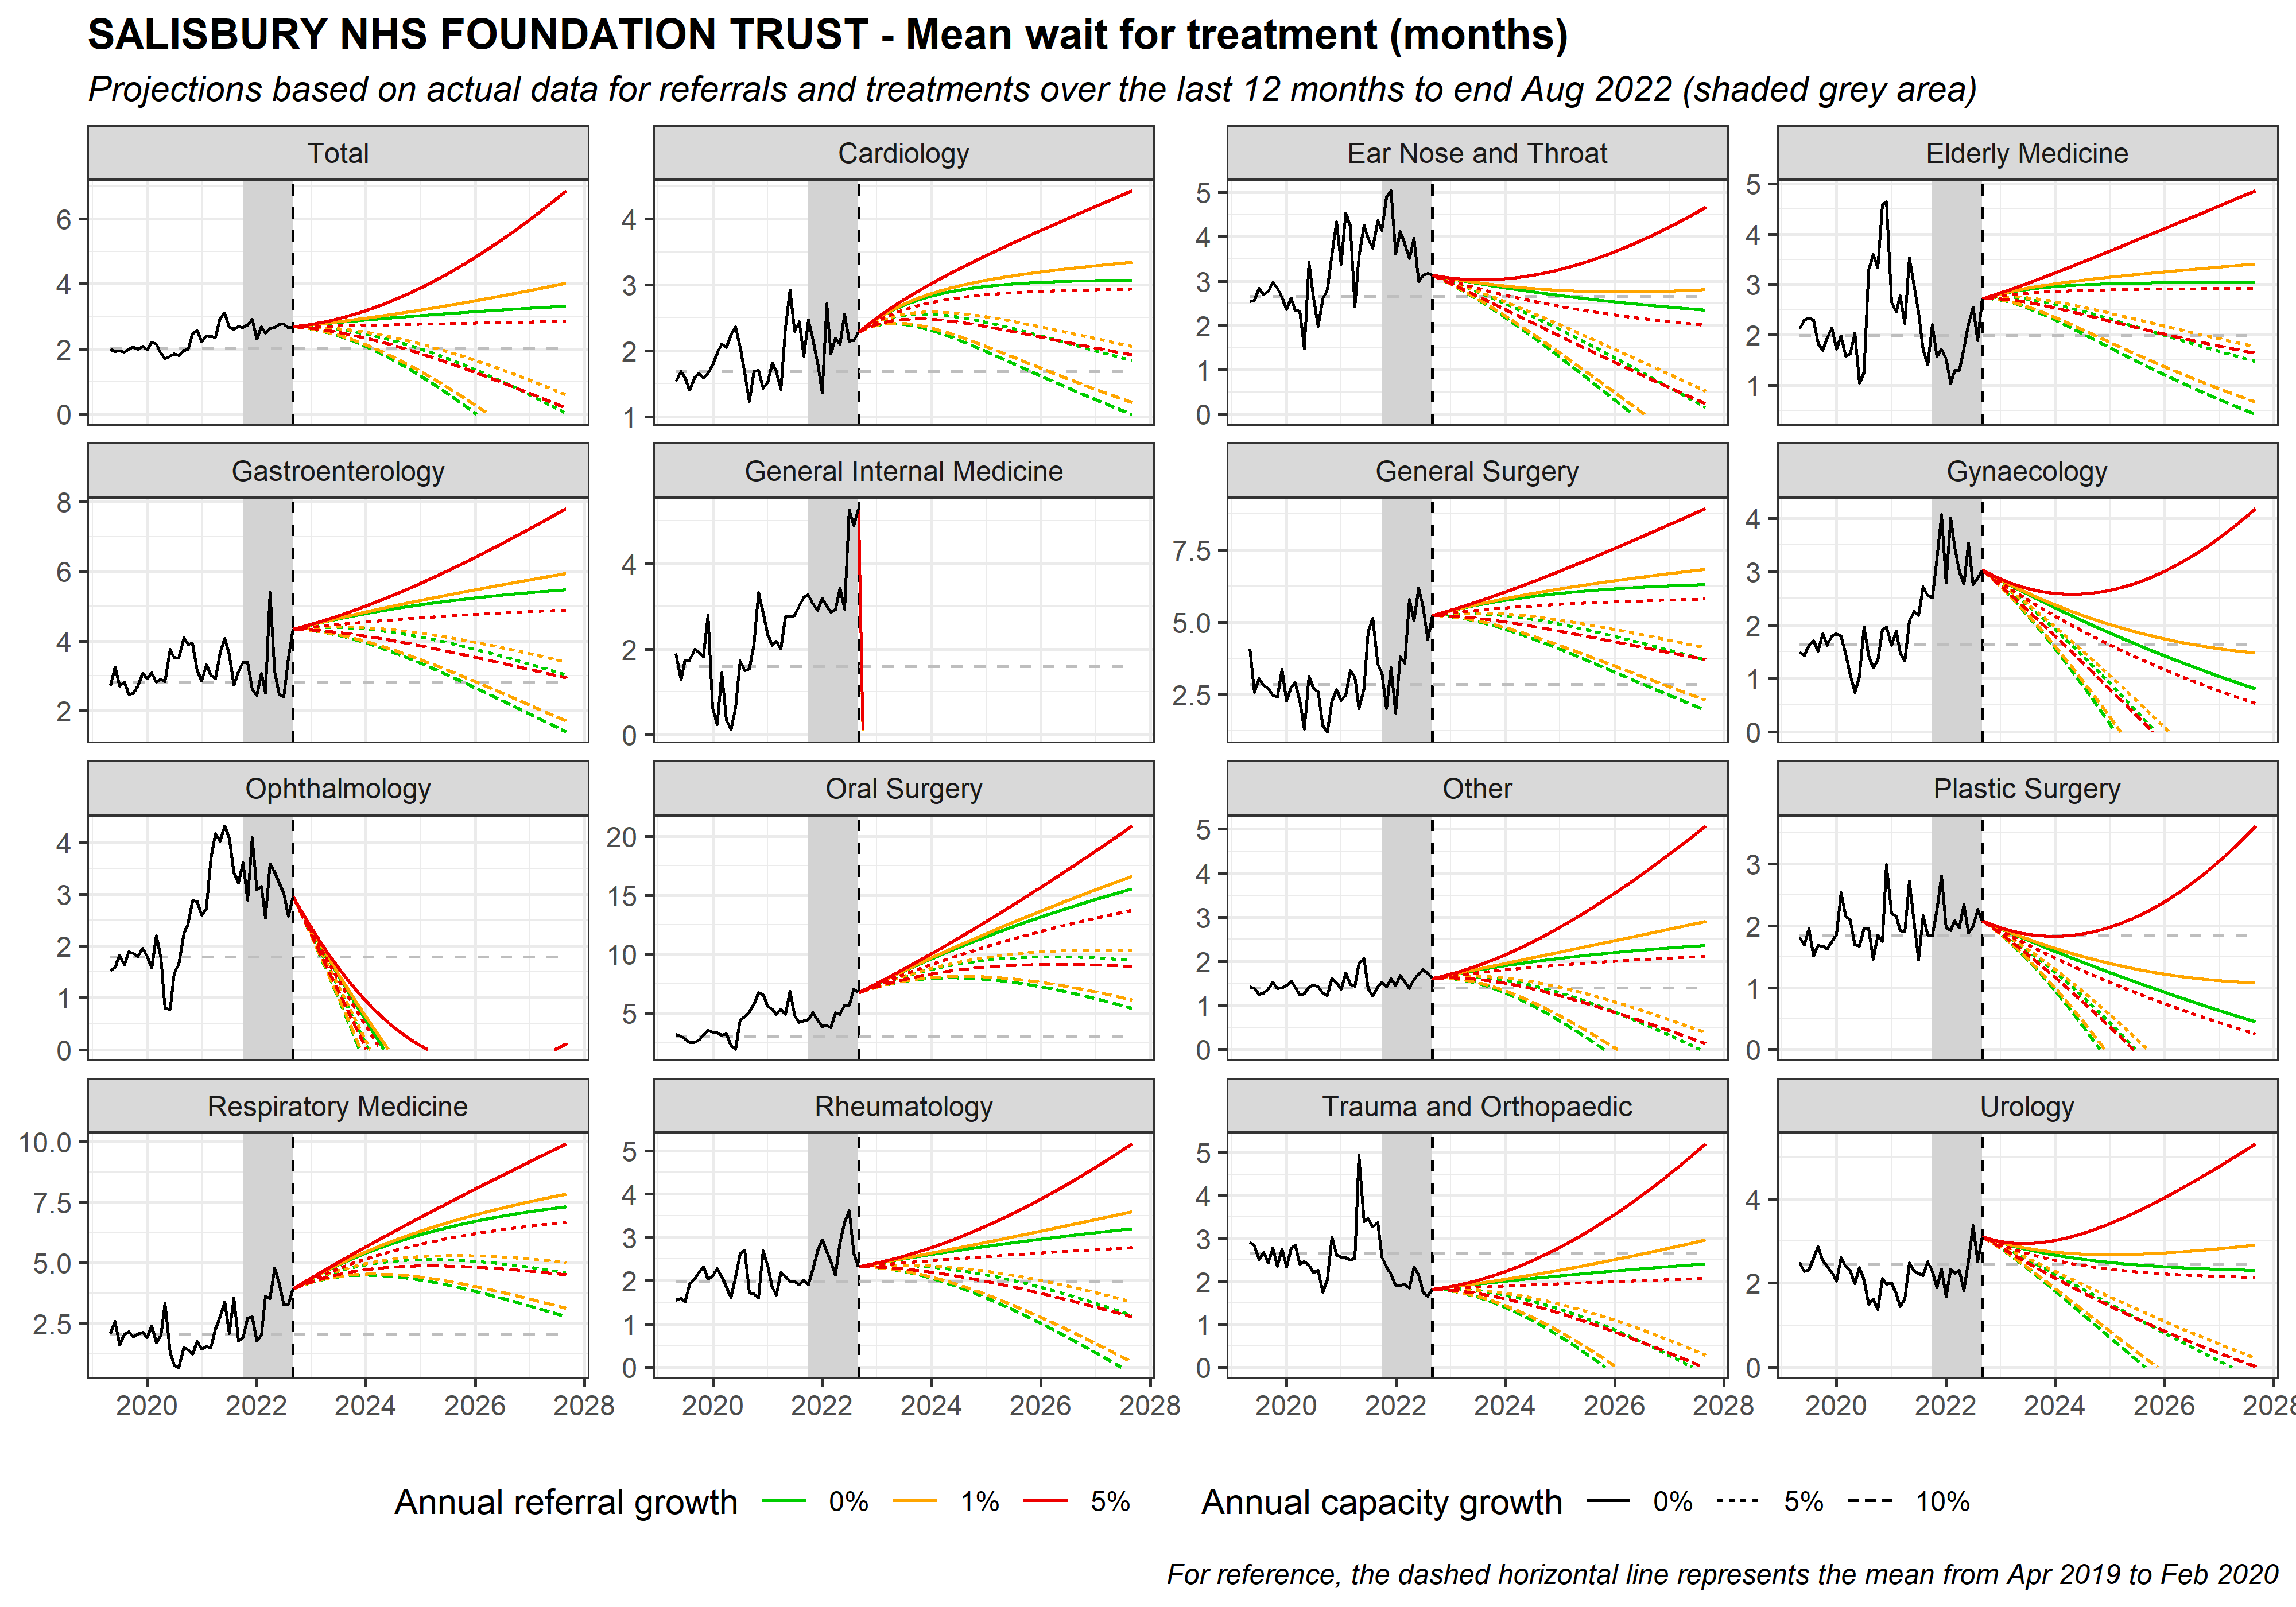 SALISBURY NHS FOUNDATION TRUST - Mean wait for treatment (months)
Projections based on actual data for referrals and treatments over the last 12 months to end Aug 2022 (shaded grey area)
Total Cardiology Ear Nose and Throat Elderly Medicine
6 4 2 0
4 3 2 1
5 4 3 2 1 0
5 4 3 2 1
Gastroenterology General Internal Medicine General Surgery Gynaecology
8 6 4 2
4 2 0
7.5 5.0 2.5
4 3 2 1 0
Ophthalmology Oral Surgery Other Plastic Surgery
4 3 2 1 0
20 15 10 5
5 4 3 2 1 0
3 2 1 0
Respiratory Medicine Rheumatology Trauma and Orthopaedic Urology
10.0 7.5 5.0 2.5
5 4 3 2 1 0
5 4 3 2 1 0
4 2 0
2020 2022 2024 2026 2028 2020 2022 2024 2026 2028 2020 2022 2024 2026 2028 2020 2022 2024 2026 2028
Annual referral growth 0% 1% 5% Annual capacity growth 0% 5% 10%
For reference, the dashed horizontal line represents the mean from Apr 2019 to Feb 2020